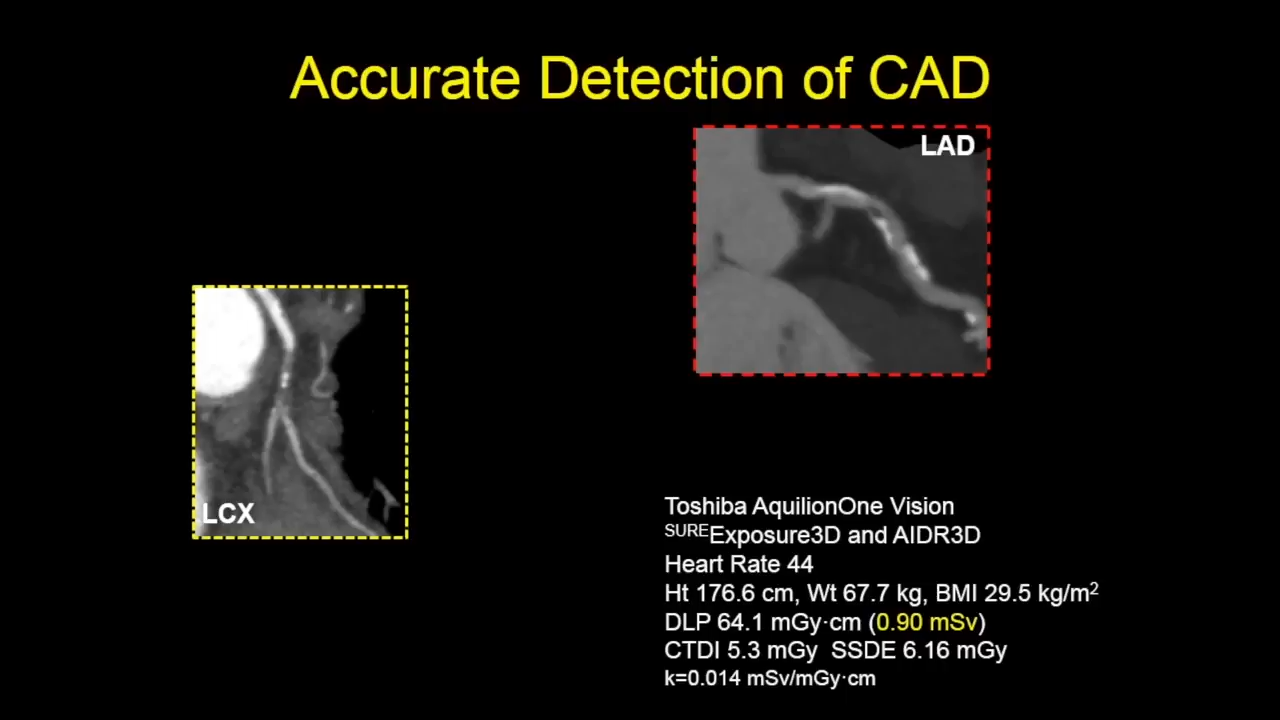 Accurate Detection of CAD
LAD
LCX
Toshiba AquilionOne Vision
SUREExposure3D and AIDR3D
Heart Rate 44
Ht 176.6 cm, Wt 67.7 kg, BMI 29.5 kg/m²
DLP 64.1 mGy·cm (0.90 mSv)
CTDI 5.3 mGy  SSDE 6.16 mGy
k=0.014 mSv/mGy·cm